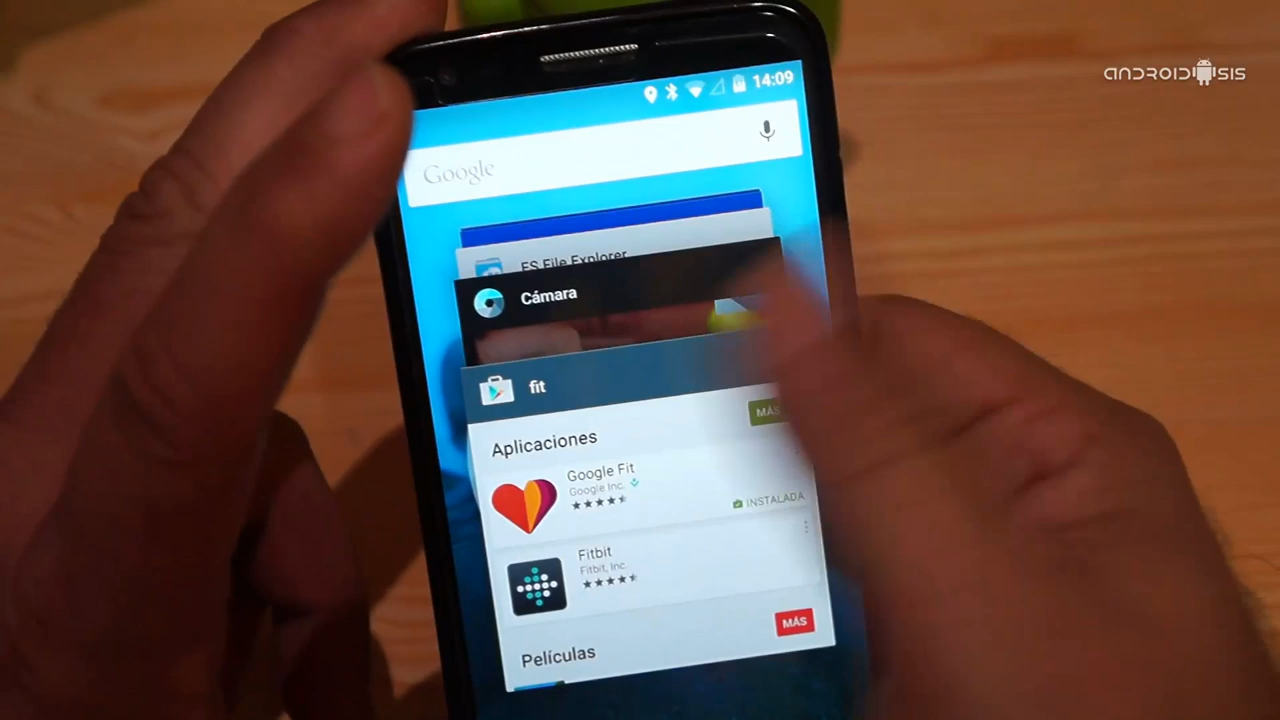 ANDROIDSIS
14:09
Google
ES File Explorer
Cámara
fit
Aplicaciones
MÁS
Google Fit
Google Inc.
INSTALADA
Fitbit
Fitbit, Inc.
MÁS
Películas